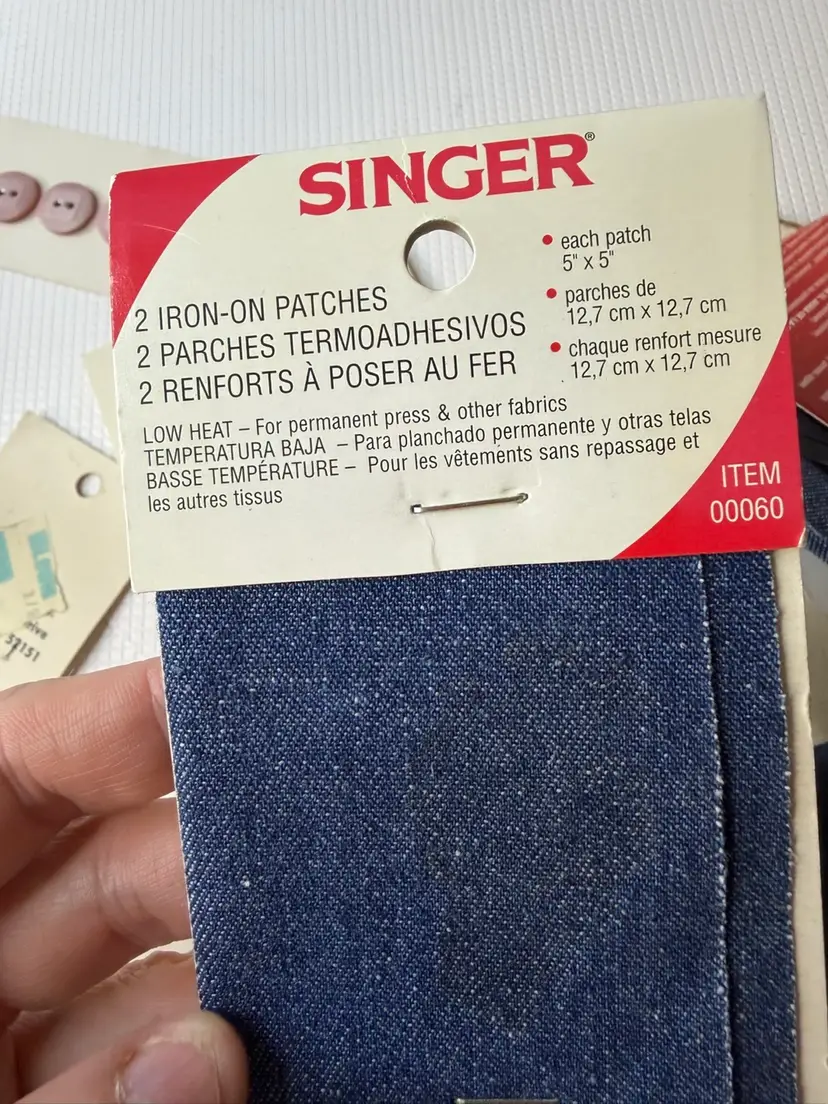 SINGER®
2 IRON-ON PATCHES
2 PARCHES TERMOADHESIVOS
2 RENFORTS À POSER AU FER
• each patch
5" x 5"
• parches de
12,7 cm x 12,7 cm
• chaque renfort mesure
12,7 cm x 12,7 cm
LOW HEAT – For permanent press & other fabrics
TEMPERATURA BAJA – Para planchado permanente y otras telas
BASSE TEMPÉRATURE – Pour les vêtements sans repassage et
les autres tissus
ITEM
00060